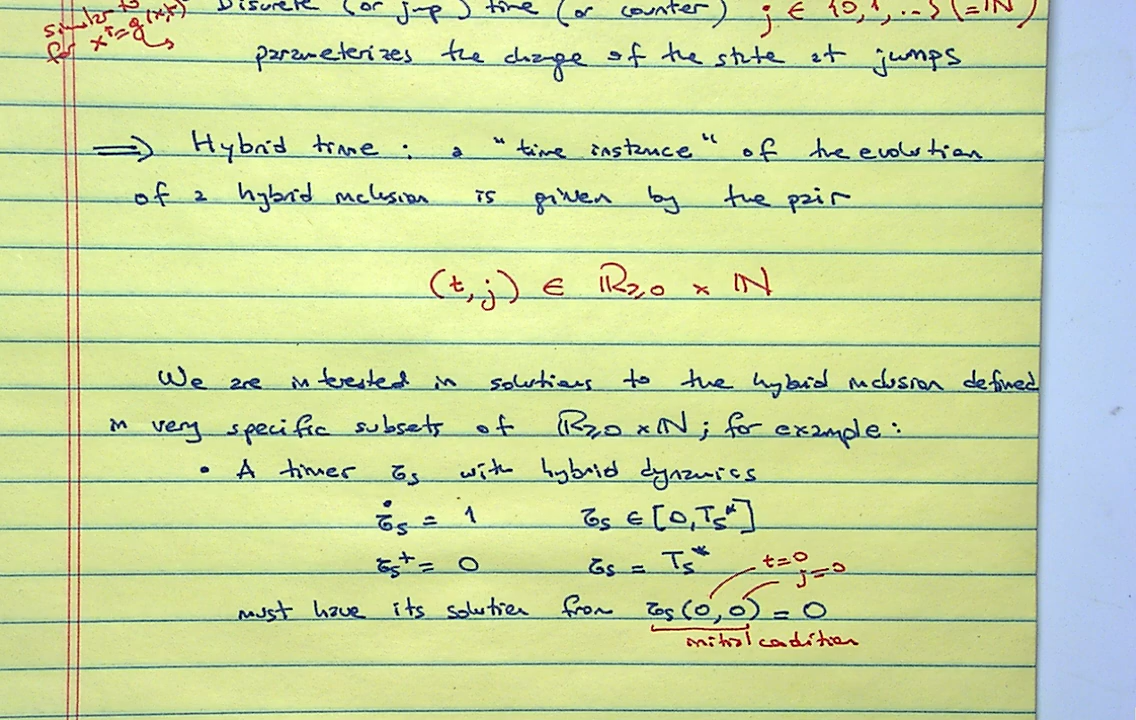 Discrete (or jump) time (or counter) j ∈ {0,1,...} (=ℕ)
similar to
for x⁺=g(x,t)
parameterizes the change of the state at jumps
⟹ Hybrid time : a "time instance" of the evolution
of a hybrid inclusion is given by the pair
(t,j) ∈ ℝ≥0 × ℕ
We are interested in solutions to the hybrid inclusion defined
in very specific subsets of ℝ≥0 × ℕ ; for example :
• A timer τs with hybrid dynamics
τ̇s = 1 τs ∈ [0,Ts*]
τs⁺ = 0 τs = Ts*
t=0
j=0
must have its solution from τs(0,0) = 0
initial condition